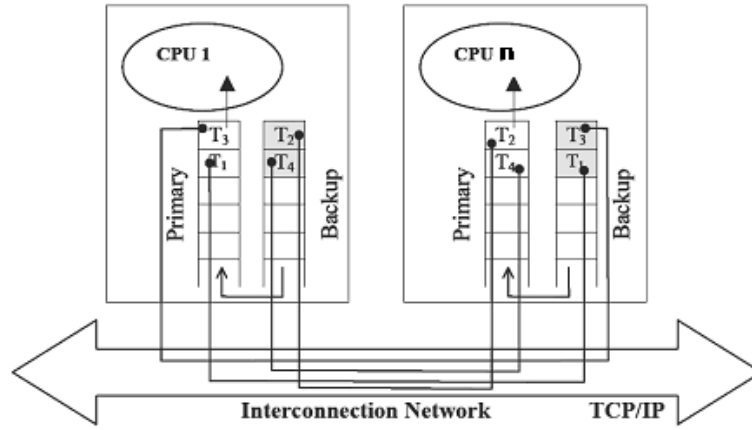 CPU 1
CPU n
T3 T2
T1 T4
Primary
Backup
T2 T3
T4 T1
Primary
Backup
Interconnection Network TCP/IP